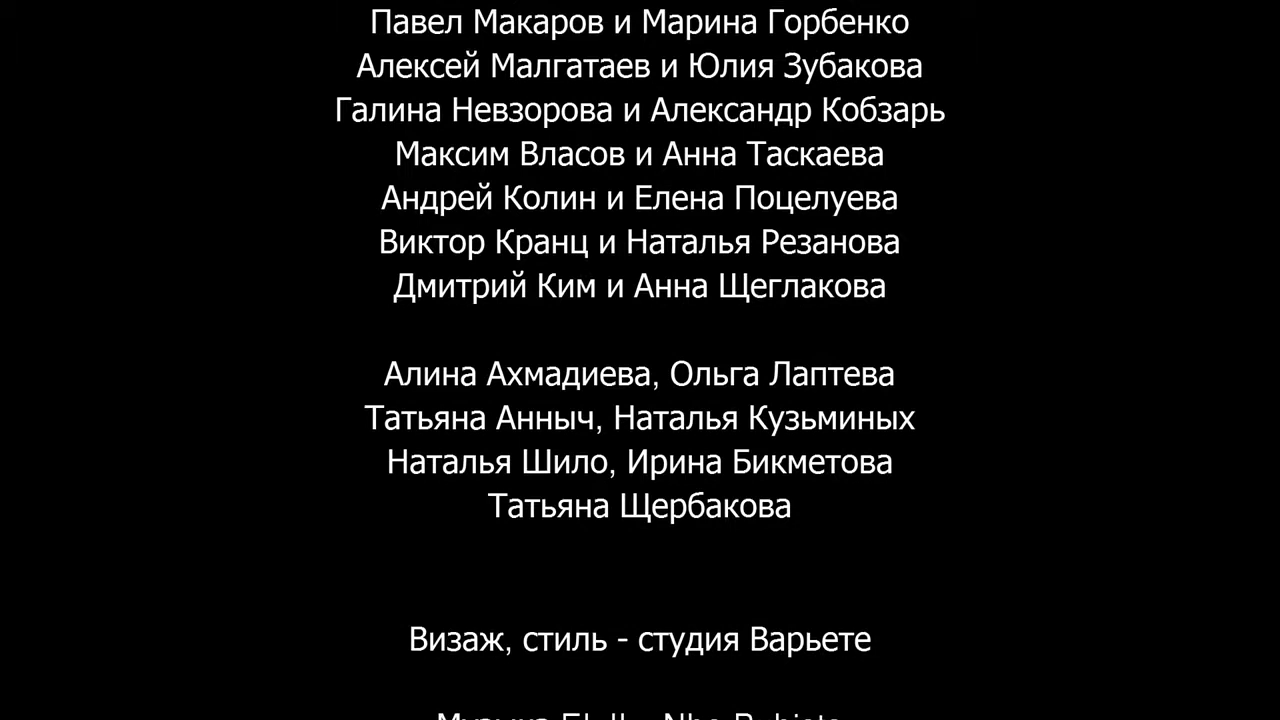 Павел Макаров и Марина Горбенко
Алексей Малгатаев и Юлия Зубакова
Галина Невзорова и Александр Кобзарь
Максим Власов и Анна Таскаева
Андрей Колин и Елена Поцелуева
Виктор Кранц и Наталья Резанова
Дмитрий Ким и Анна Щеглакова
Алина Ахмадиева, Ольга Лаптева
Татьяна Анныч, Наталья Кузьминых
Наталья Шило, Ирина Бикметова
Татьяна Щербакова
Визаж, стиль - студия Варьете
Музыка